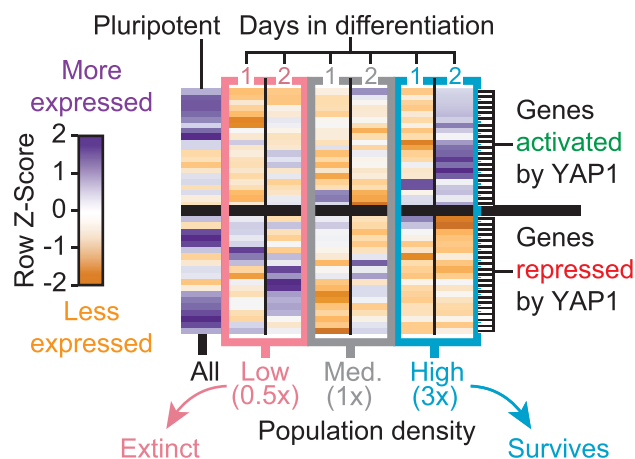 Pluripotent
Days in differentiation
1 2 1 2 1 2
More
expressed
2
1
0
-1
-2
Row Z-Score
Less
expressed
Genes
activated
by YAP1
Genes
repressed
by YAP1
All
Low
(0.5x)
Med.
(1x)
High
(3x)
Population density
Extinct
Survives